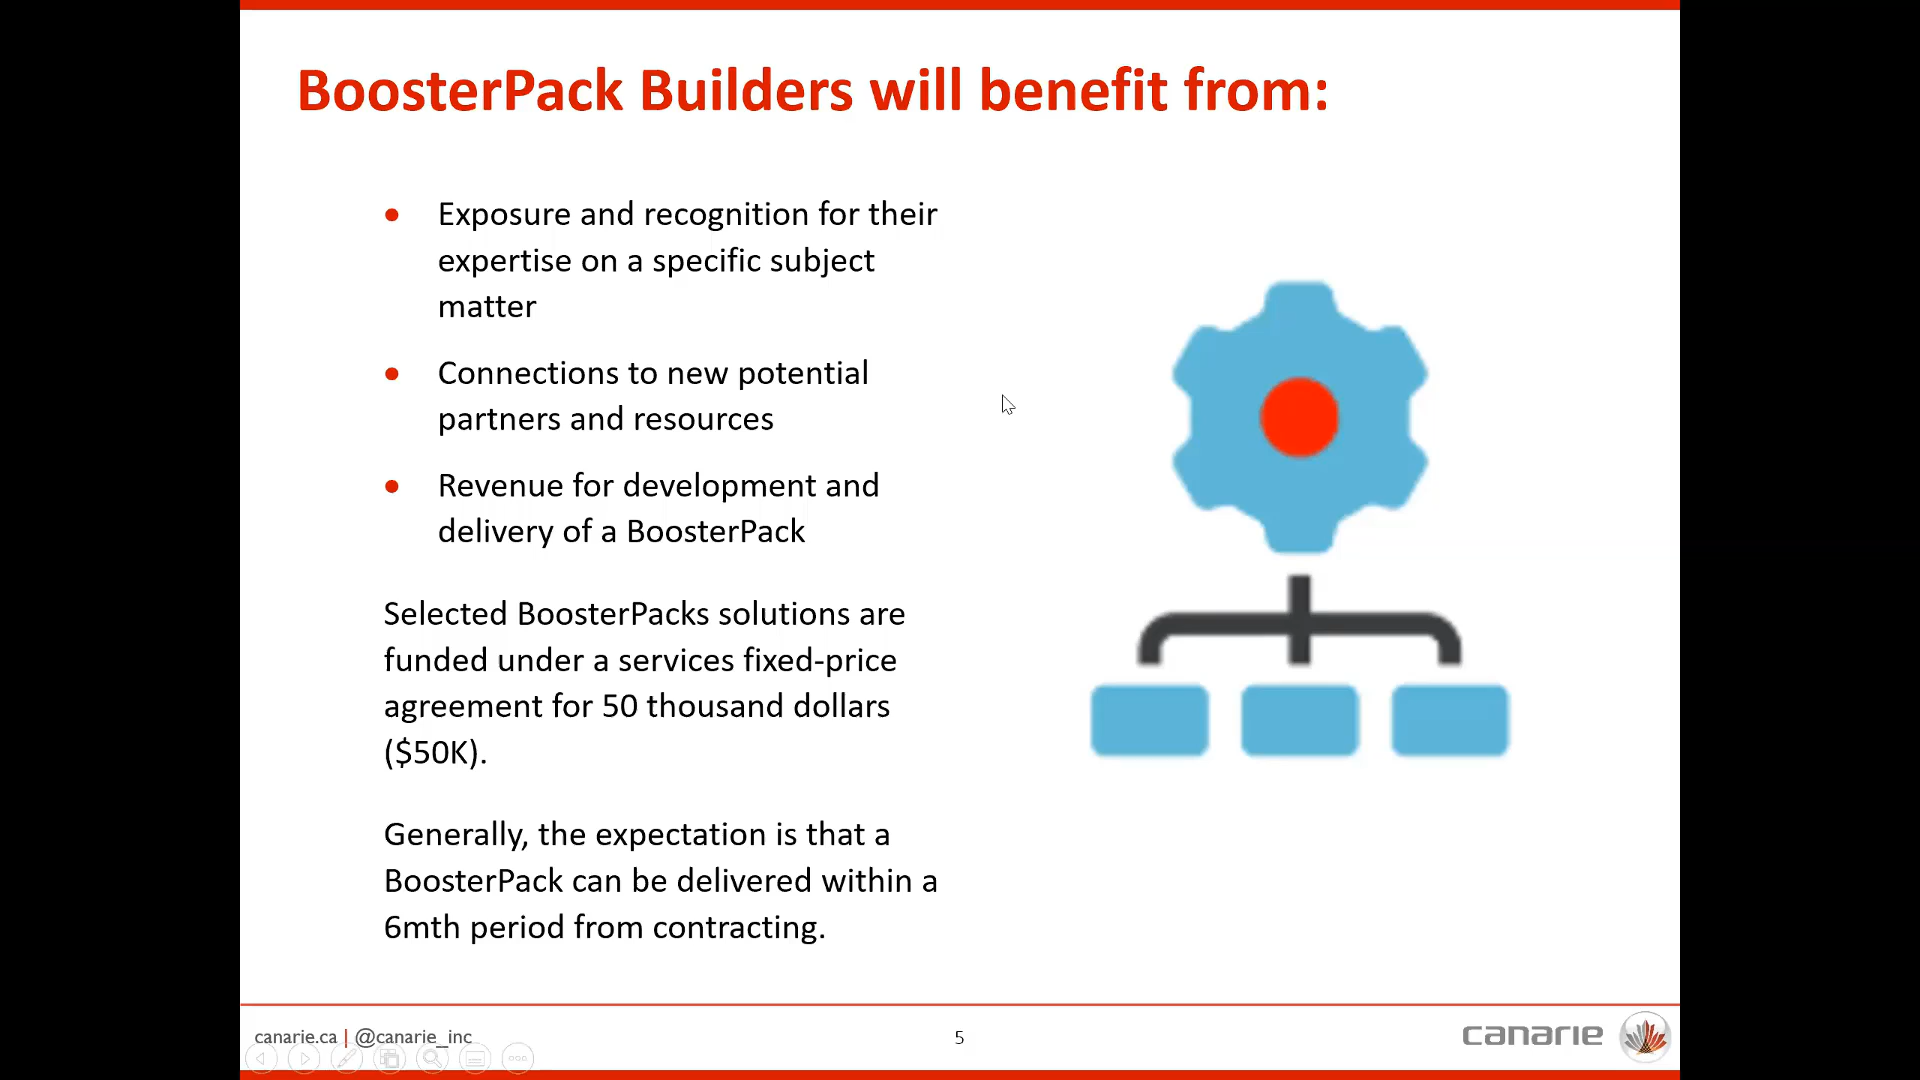 BoosterPack Builders will benefit from:
Exposure and recognition for their
expertise on a specific subject
matter
Connections to new potential
partners and resources
Revenue for development and
delivery of a BoosterPack
Selected BoosterPacks solutions are
funded under a services fixed-price
agreement for 50 thousand dollars
($50K).
Generally, the expectation is that a
BoosterPack can be delivered within a
6mth period from contracting.
canarie.ca | @canarie_inc
5
canarie